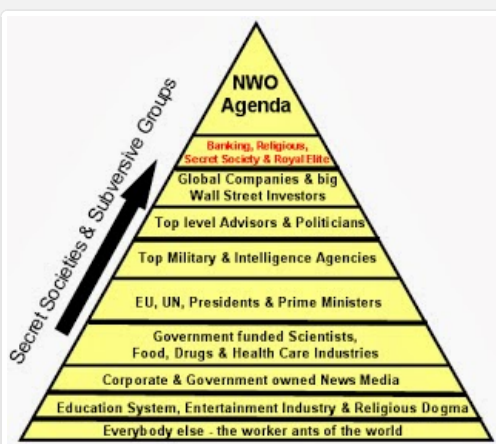 NWO
Agenda
Banking, Religious,
Secret Society & Royal Elite
Global Companies & big
Wall Street Investors
Top level Advisors & Politicians
Top Military & Intelligence Agencies
EU, UN, Presidents & Prime Ministers
Government funded Scientists,
Food, Drugs & Health Care Industries
Corporate & Government owned News Media
Education System, Entertainment Industry & Religious Dogma
Everybody else - the worker ants of the world
Secret Societies & Subversive Groups